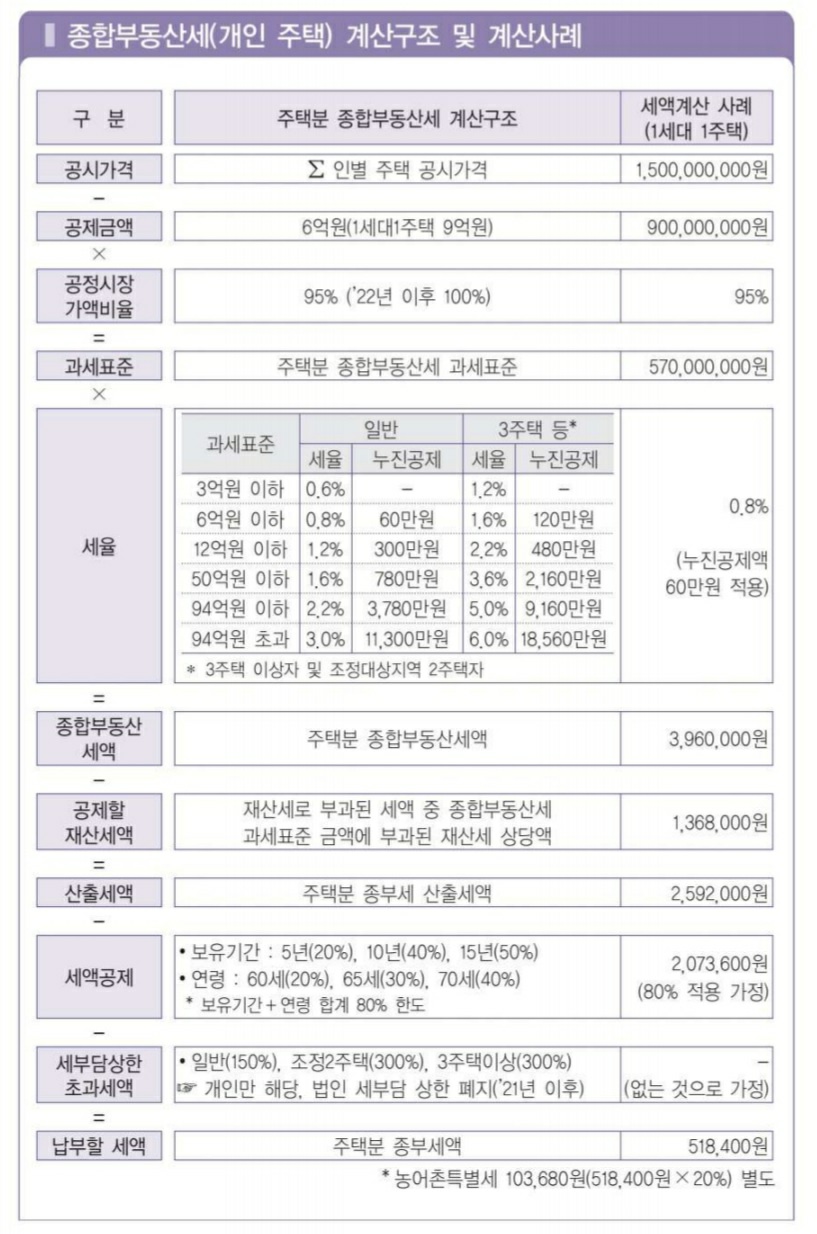 종합부동산세(개인 주택) 계산구조 및 계산사례
구 분 주택분 종합부동산세 계산구조 세액계산 사례
(1세대 1주택)
공시가격 Σ 인별 주택 공시가격 1,500,000,000원
−
공제금액 6억원(1세대1주택 9억원) 900,000,000원
×
공정시장
가액비율 95% ('22년 이후 100%) 95%
=
과세표준 주택분 종합부동산세 과세표준 570,000,000원
×
세율
과세표준 일반 3주택 등*
세율 누진공제 세율 누진공제
3억원 이하 0.6% − 1.2% −
6억원 이하 0.8% 60만원 1.6% 120만원
12억원 이하 1.2% 300만원 2.2% 480만원
50억원 이하 1.6% 780만원 3.6% 2,160만원
94억원 이하 2.2% 3,780만원 5.0% 9,160만원
94억원 초과 3.0% 11,300만원 6.0% 18,560만원
* 3주택 이상자 및 조정대상지역 2주택자
0.8%
(누진공제액
60만원 적용)
=
종합부동산
세액 주택분 종합부동산세액 3,960,000원
−
공제할
재산세액
재산세로 부과된 세액 중 종합부동산세
과세표준 금액에 부과된 재산세 상당액
1,368,000원
=
산출세액 주택분 종부세 산출세액 2,592,000원
−
세액공제
• 보유기간 : 5년(20%), 10년(40%), 15년(50%)
• 연령 : 60세(20%), 65세(30%), 70세(40%)
* 보유기간+연령 합계 80% 한도
2,073,600원
(80% 적용 가정)
−
세부담상한
초과세액
• 일반(150%), 조정2주택(300%), 3주택이상(300%)
☞ 개인만 해당, 법인 세부담 상한 폐지('21년 이후)
−
(없는 것으로 가정)
=
납부할 세액 주택분 종부세액 518,400원
* 농어촌특별세 103,680원(518,400원×20%) 별도